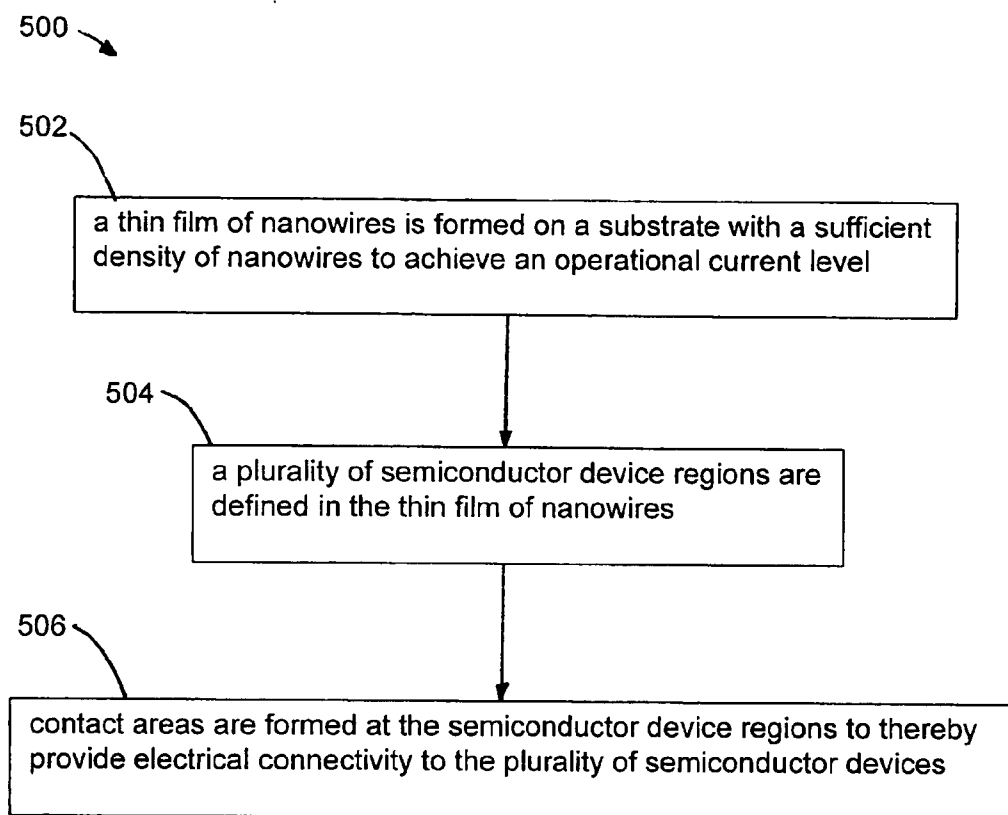 500
502
a thin film of nanowires is formed on a substrate with a sufficient
density of nanowires to achieve an operational current level
504
a plurality of semiconductor device regions are
defined in the thin film of nanowires
506
contact areas are formed at the semiconductor device regions to thereby
provide electrical connectivity to the plurality of semiconductor devices